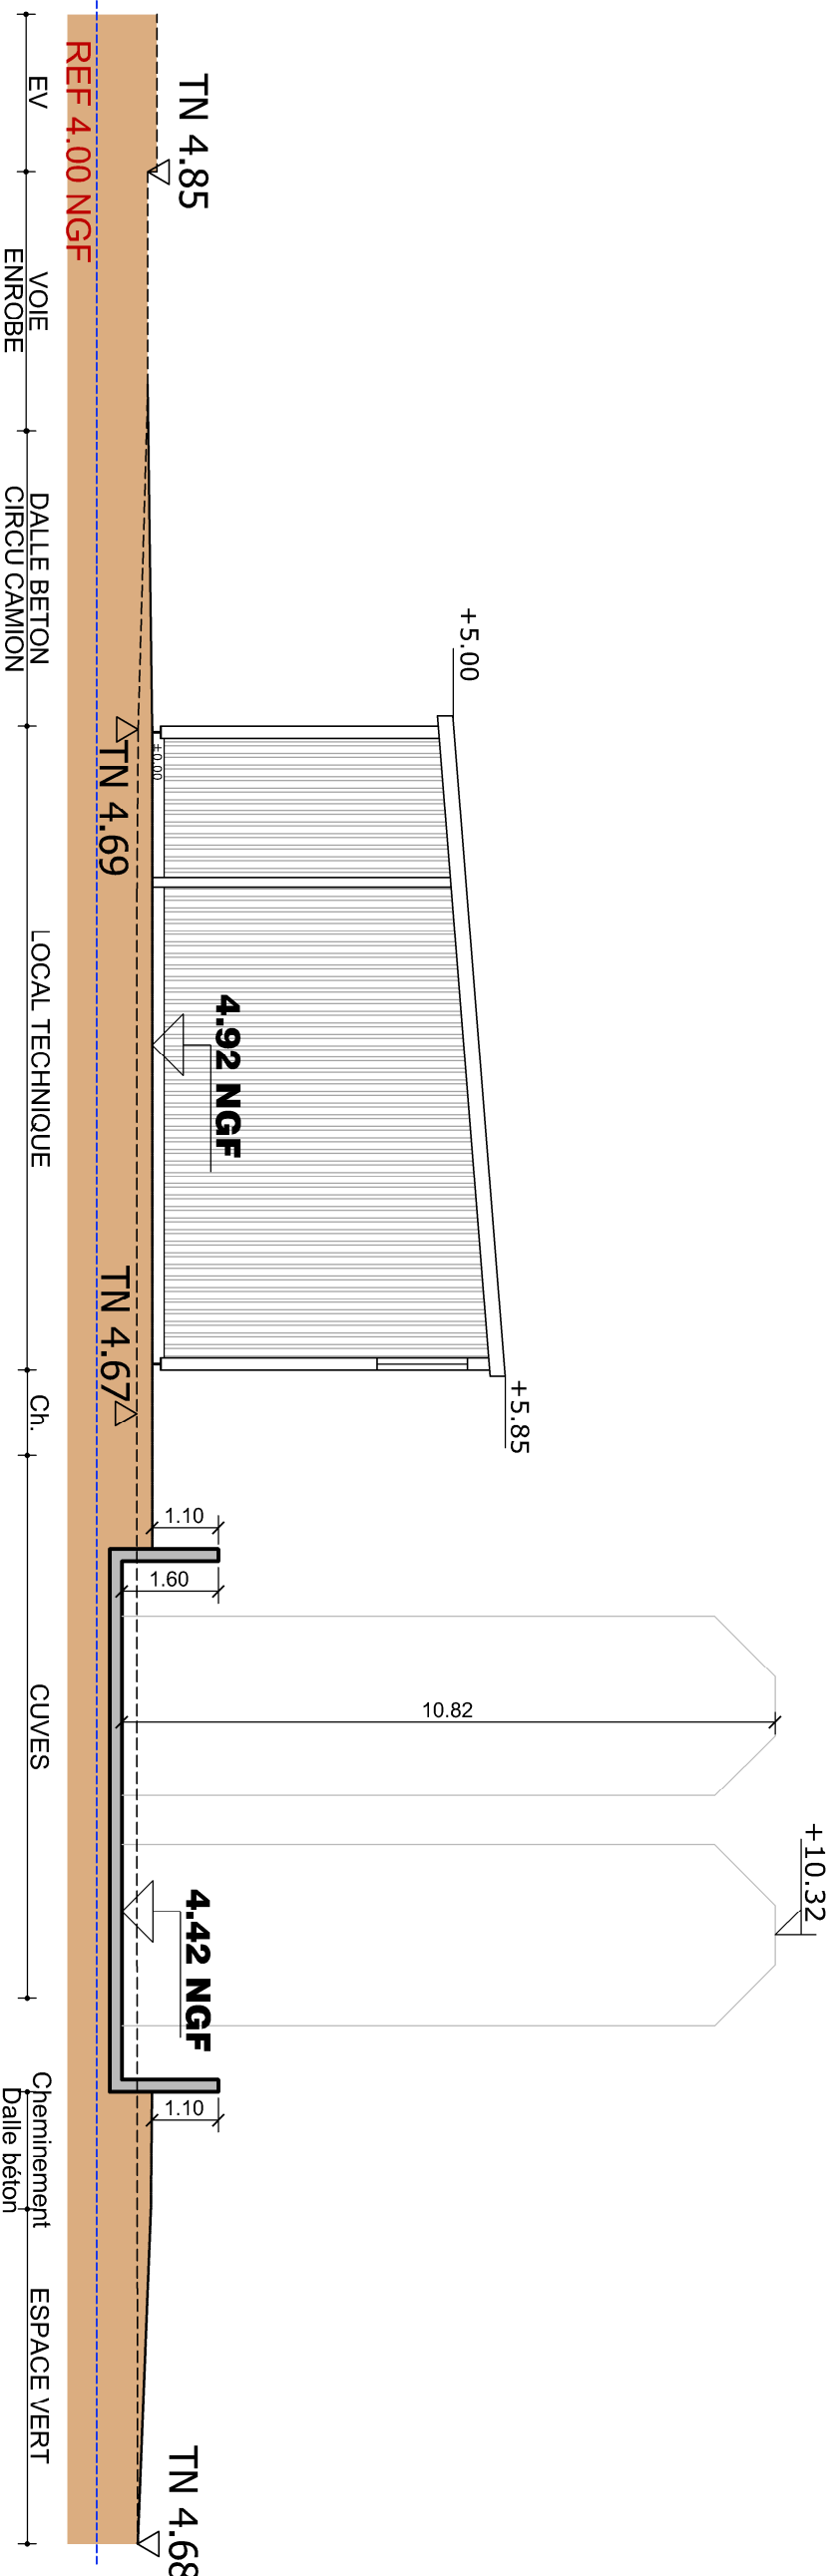 TN 4.85
REF 4.00 NGF
+5.00
+5.85
+10.32
±0.00
TN 4.69
4.92 NGF
TN 4.67
1.10
1.60
10.82
4.42 NGF
1.10
TN 4.68
EV
VOIE
ENROBE
DALLE BETON
CIRCU CAMION
LOCAL TECHNIQUE
Ch.
CUVES
Cheminement
Dalle béton
ESPACE VERT